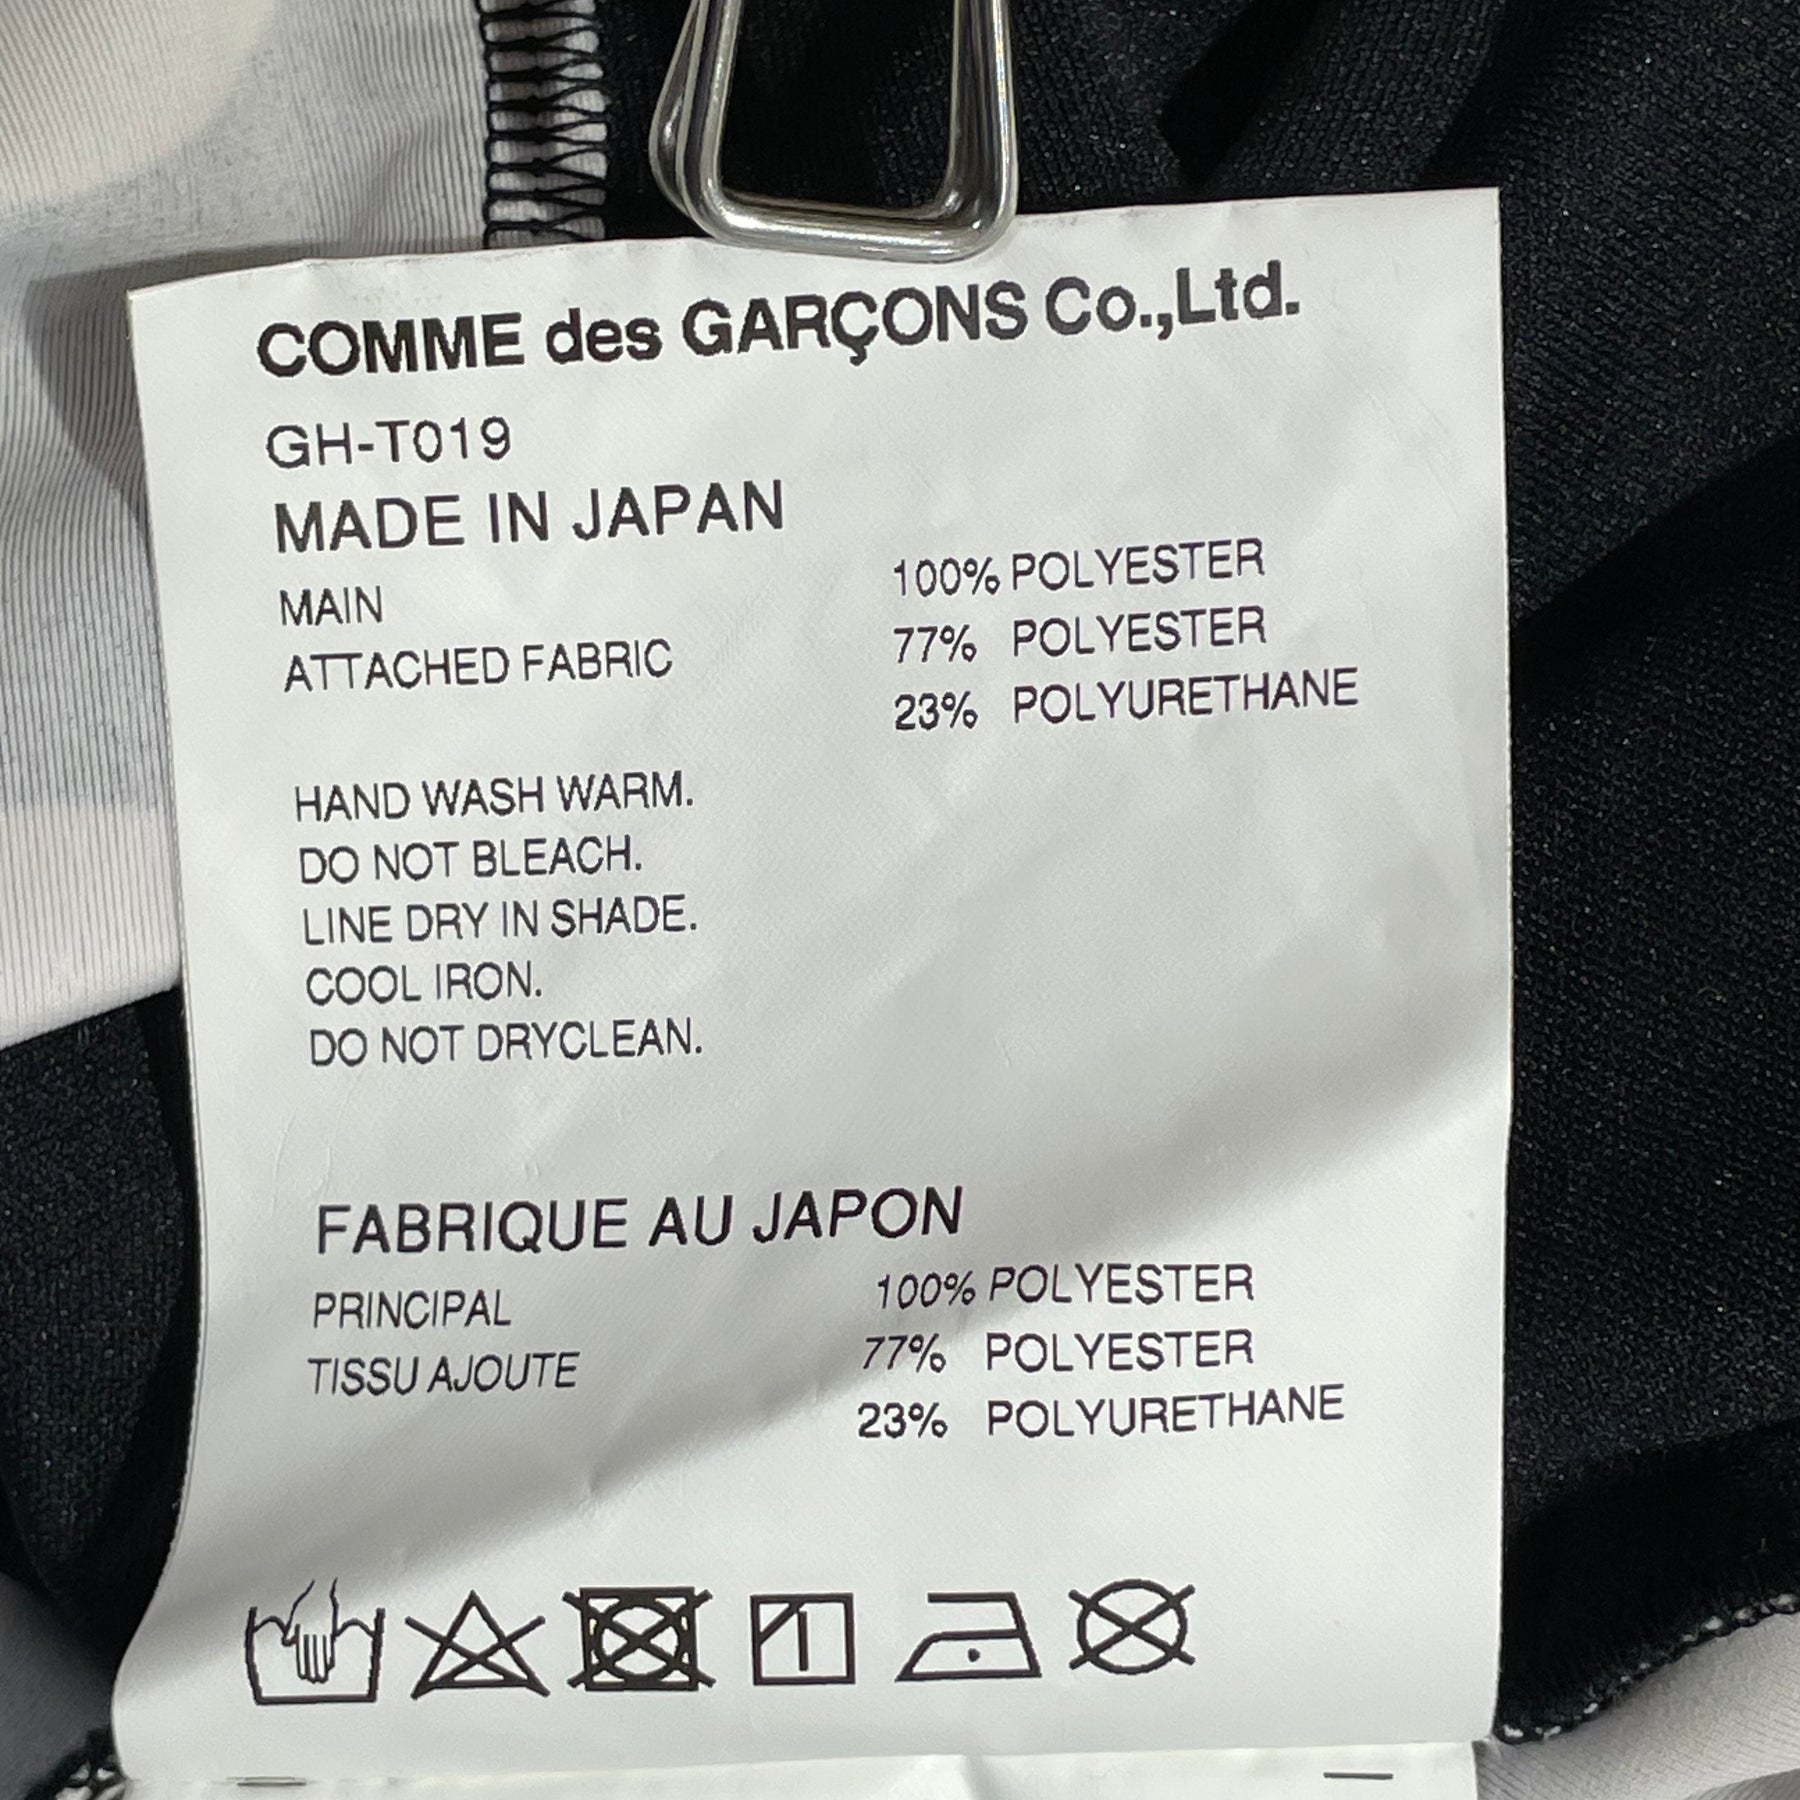 COMME des GARÇONS Co.,Ltd.
GH-T019
MADE IN JAPAN
MAIN 100% POLYESTER
ATTACHED FABRIC 77% POLYESTER
23% POLYURETHANE
HAND WASH WARM.
DO NOT BLEACH.
LINE DRY IN SHADE.
COOL IRON.
DO NOT DRYCLEAN.
FABRIQUE AU JAPON
PRINCIPAL 100% POLYESTER
TISSU AJOUTE 77% POLYESTER
23% POLYURETHANE